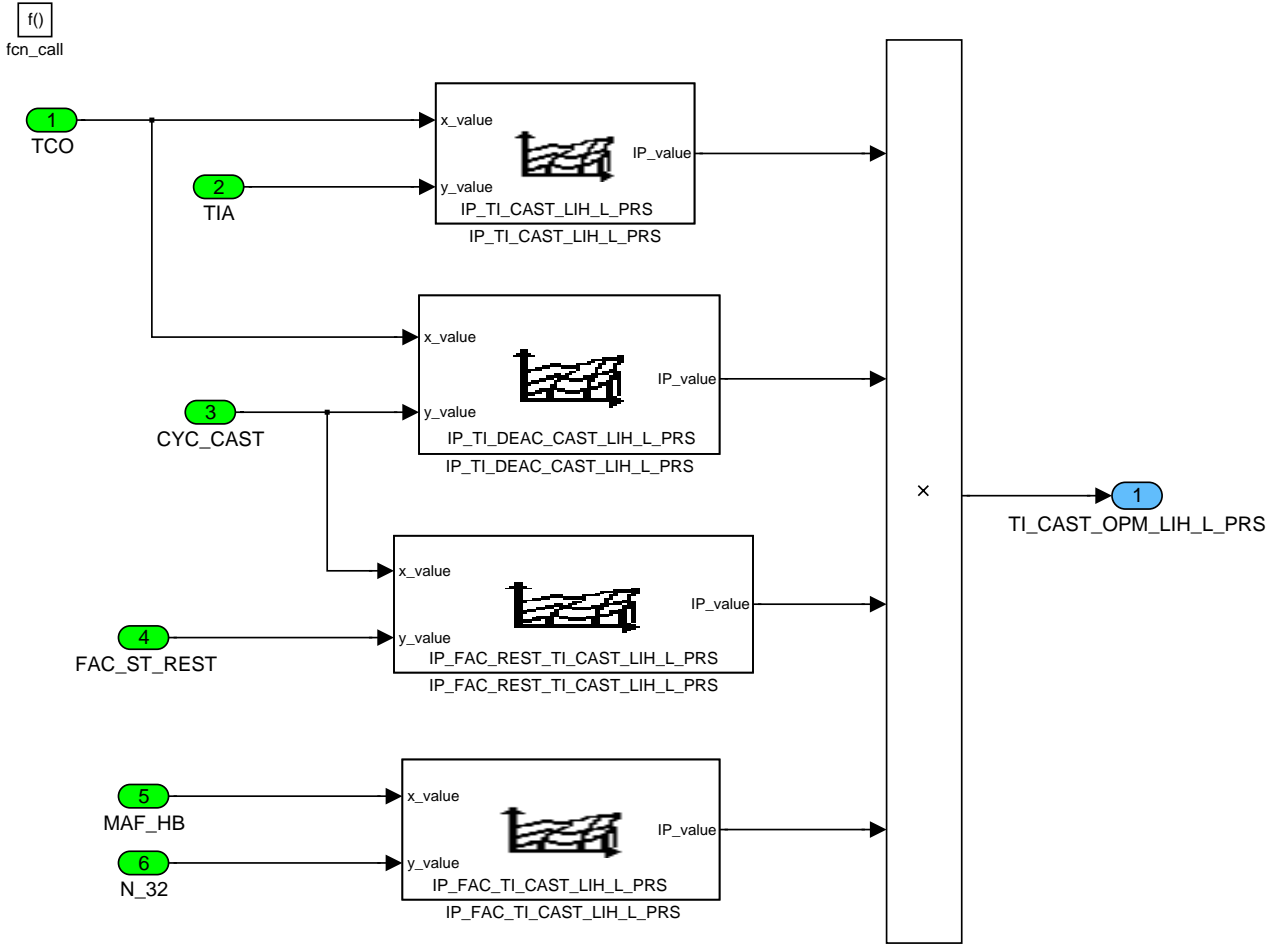 f()
fcn_call
1
TCO
2
TIA
x_value
y_value
IP_value
IP_TI_CAST_LIH_L_PRS
IP_TI_CAST_LIH_L_PRS
x_value
y_value
IP_value
IP_TI_DEAC_CAST_LIH_L_PRS
IP_TI_DEAC_CAST_LIH_L_PRS
3
CYC_CAST
×
1
TI_CAST_OPM_LIH_L_PRS
x_value
y_value
IP_value
IP_FAC_REST_TI_CAST_LIH_L_PRS
IP_FAC_REST_TI_CAST_LIH_L_PRS
4
FAC_ST_REST
5
MAF_HB
6
N_32
x_value
y_value
IP_value
IP_FAC_TI_CAST_LIH_L_PRS
IP_FAC_TI_CAST_LIH_L_PRS